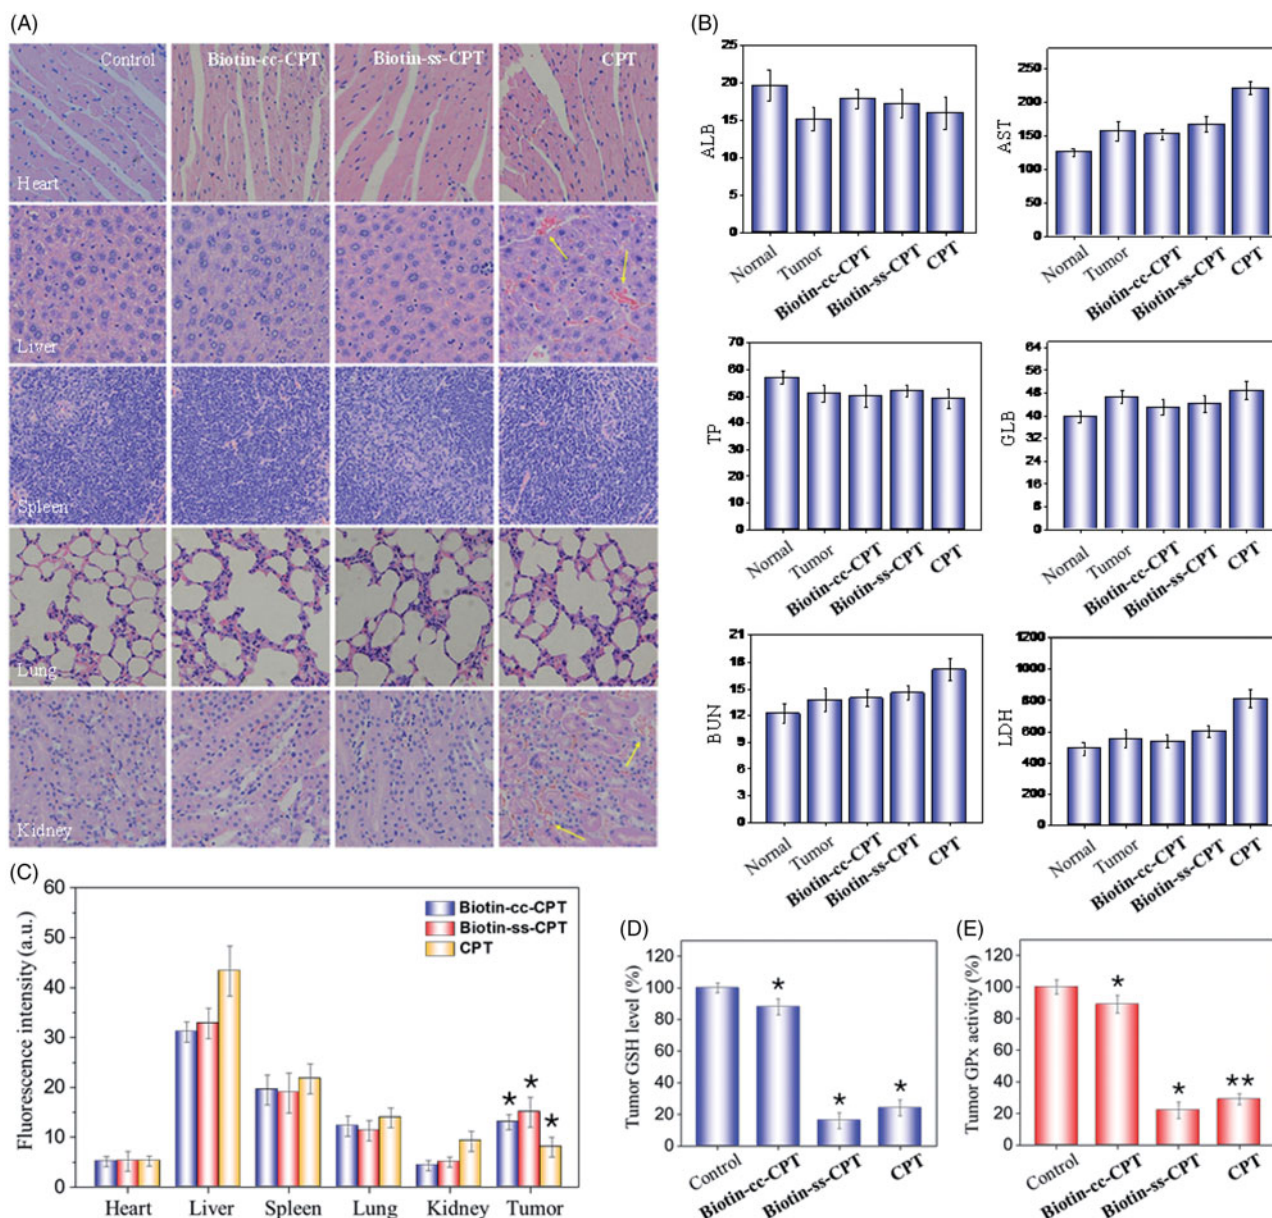 (A)
Control Biotin-cc-CPT Biotin-ss-CPT CPT
Heart
Liver
Spleen
Lung
Kidney
(B)
ALB
25
20
15
10
5
0
Nornal Tumor Biotin-cc-CPT Biotin-ss-CPT CPT
AST
250
200
150
100
50
0
Nornal Tumor Biotin-cc-CPT Biotin-ss-CPT CPT
TP
70
60
50
40
30
20
10
0
Nornal Tumor Biotin-cc-CPT Biotin-ss-CPT CPT
GLB
64
56
48
40
32
24
16
8
0
Nornal Tumor Biotin-cc-CPT Biotin-ss-CPT CPT
BUN
21
18
15
12
9
6
3
0
Nornal Tumor Biotin-cc-CPT Biotin-ss-CPT CPT
LDH
1200
1000
800
600
400
200
0
Nornal Tumor Biotin-cc-CPT Biotin-ss-CPT CPT
(C)
Fluorescence intensity (a.u.)
60
50
40
30
20
10
0
Biotin-cc-CPT
Biotin-ss-CPT
CPT
* * *
Heart Liver Spleen Lung Kidney Tumor
(D)
Tumor GSH level (%)
120
100
80
60
40
20
0
* * *
Control Biotin-cc-CPT Biotin-ss-CPT CPT
(E)
Tumor GPx activity (%)
120
100
80
60
40
20
0
* * **
Control Biotin-cc-CPT Biotin-ss-CPT CPT